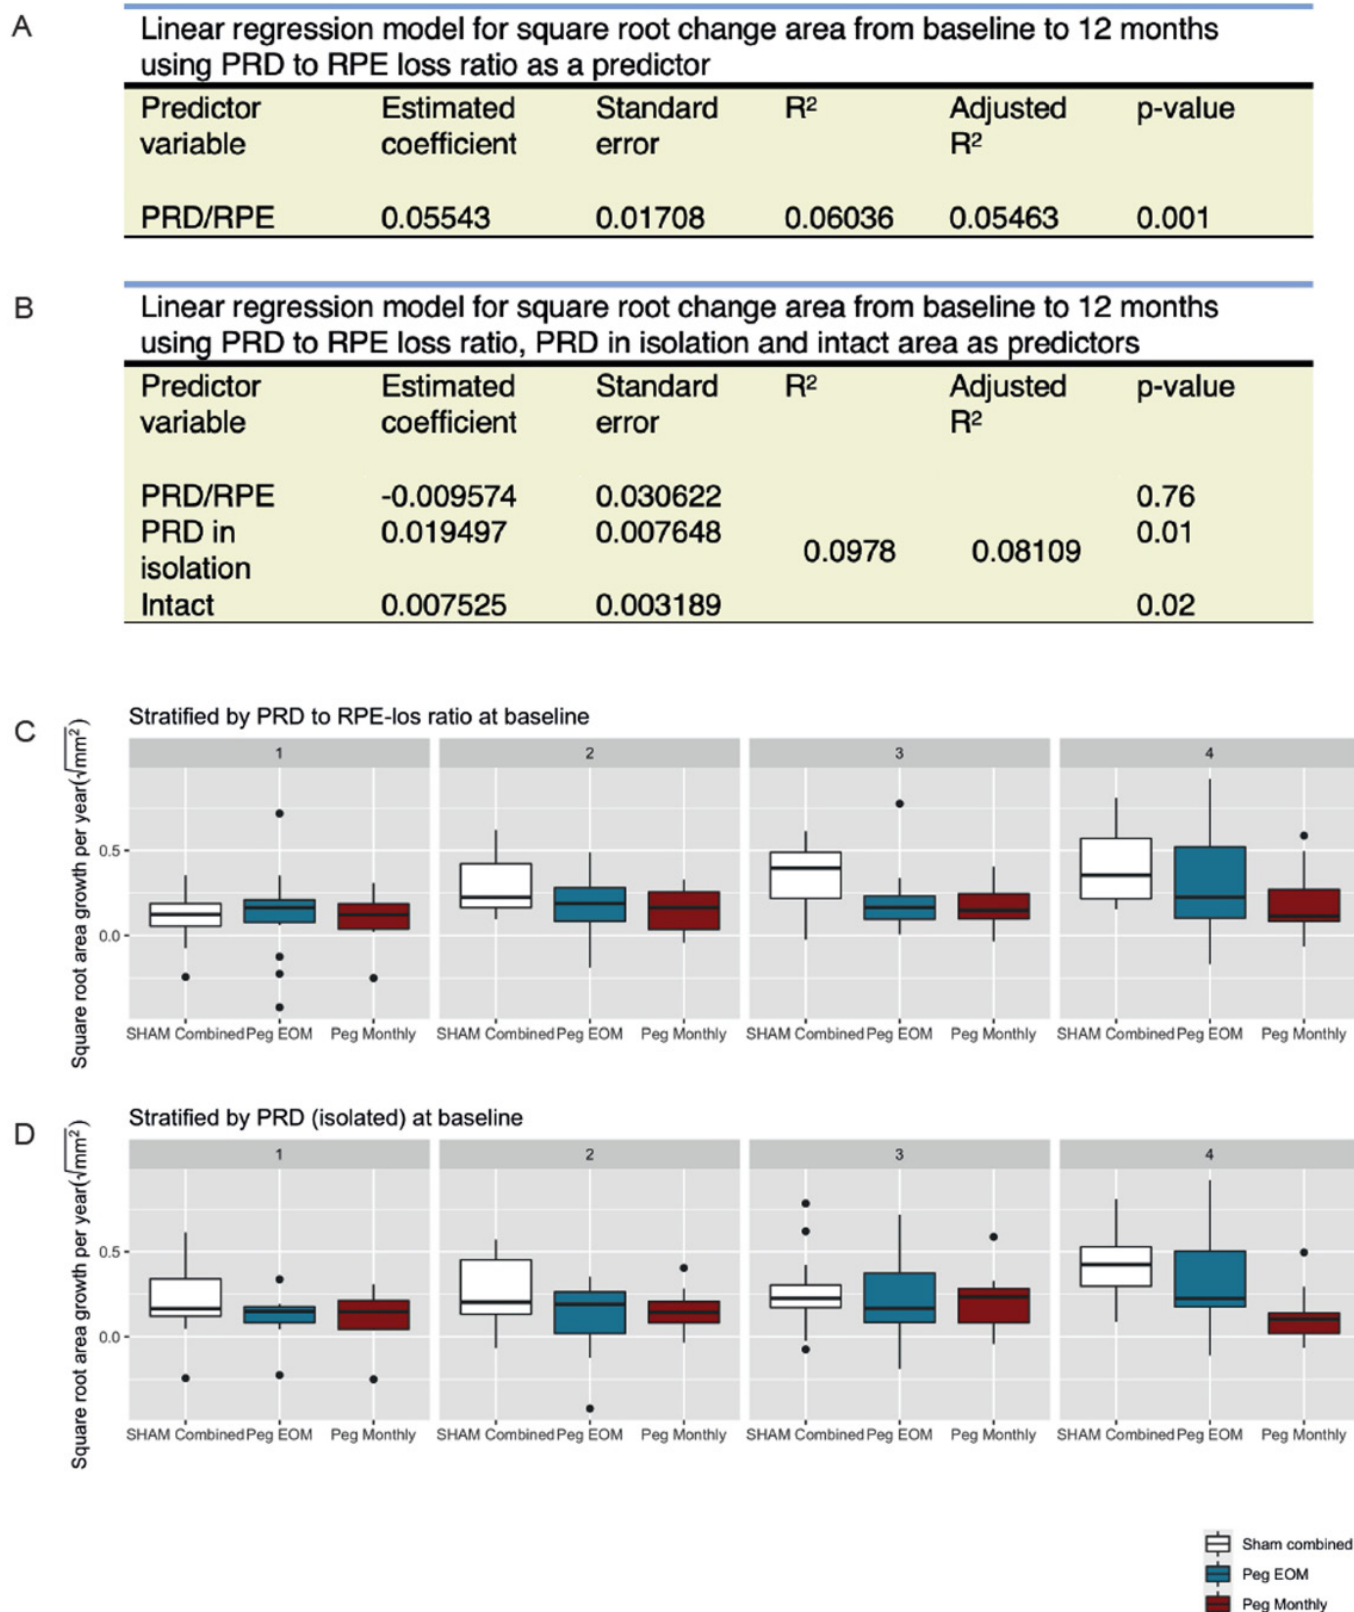 A
Linear regression model for square root change area from baseline to 12 months
using PRD to RPE loss ratio as a predictor
Predictor Estimated Standard R² Adjusted p-value
variable coefficient error R²
PRD/RPE 0.05543 0.01708 0.06036 0.05463 0.001
B
Linear regression model for square root change area from baseline to 12 months
using PRD to RPE loss ratio, PRD in isolation and intact area as predictors
Predictor Estimated Standard R² Adjusted p-value
variable coefficient error R²
PRD/RPE -0.009574 0.030622 0.76
PRD in 0.019497 0.007648 0.01
0.0978 0.08109
isolation
Intact 0.007525 0.003189 0.02
C
Square root area growth per year(√mm²)
Stratified by PRD to RPE-los ratio at baseline
1 2 3 4
0.5
0.0
SHAM Combined Peg EOM Peg Monthly SHAM Combined Peg EOM Peg Monthly SHAM Combined Peg EOM Peg Monthly SHAM Combined Peg EOM Peg Monthly
D
Square root area growth per year(√mm²)
Stratified by PRD (isolated) at baseline
1 2 3 4
0.5
0.0
SHAM Combined Peg EOM Peg Monthly SHAM Combined Peg EOM Peg Monthly SHAM Combined Peg EOM Peg Monthly SHAM Combined Peg EOM Peg Monthly
Sham combined
Peg EOM
Peg Monthly